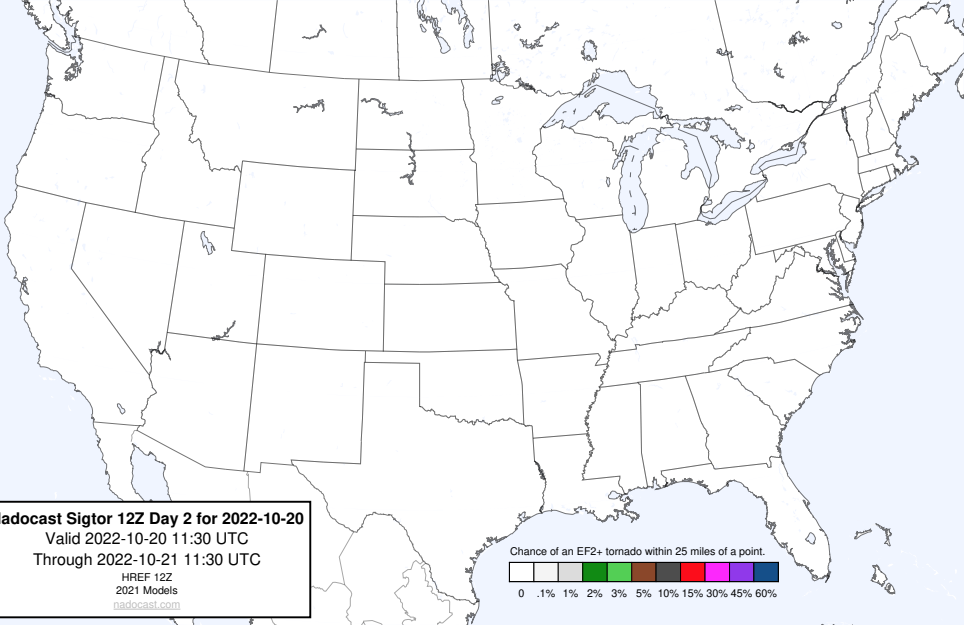 adocast Sigtor 12Z Day 2 for 2022-10-20
Valid 2022-10-20 11:30 UTC
Through 2022-10-21 11:30 UTC
HREF 12Z
2021 Models
nadocast.com
Chance of an EF2+ tornado within 25 miles of a point.
0 .1% 1% 2% 3% 5% 10% 15% 30% 45% 60%